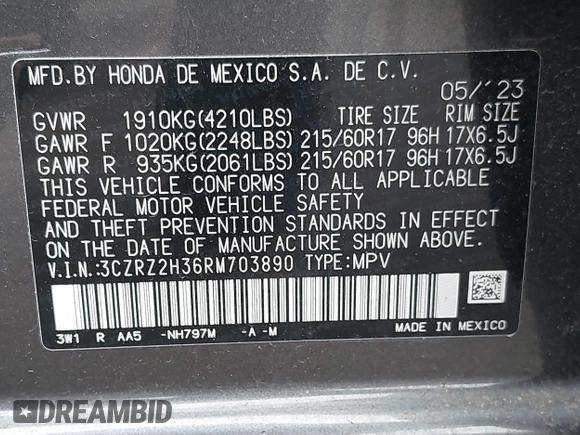 MFD.BY HONDA DE MEXICO S.A. DE C.V.
05/'23
GVWR 1910KG(4210LBS) TIRE SIZE RIM SIZE
GAWR F 1020KG(2248LBS) 215/60R17 96H 17X6.5J
GAWR R 935KG(2061LBS) 215/60R17 96H 17X6.5J
THIS VEHICLE CONFORMS TO ALL APPLICABLE
FEDERAL MOTOR VEHICLE SAFETY
AND THEFT PREVENTION STANDARDS IN EFFECT
ON THE DATE OF MANUFACTURE SHOWN ABOVE.
V.I.N.:3CZRZ2H36RM703890 TYPE:MPV
3W1 R AA5 -NH797M -A -M MADE IN MEXICO
DREAMBID